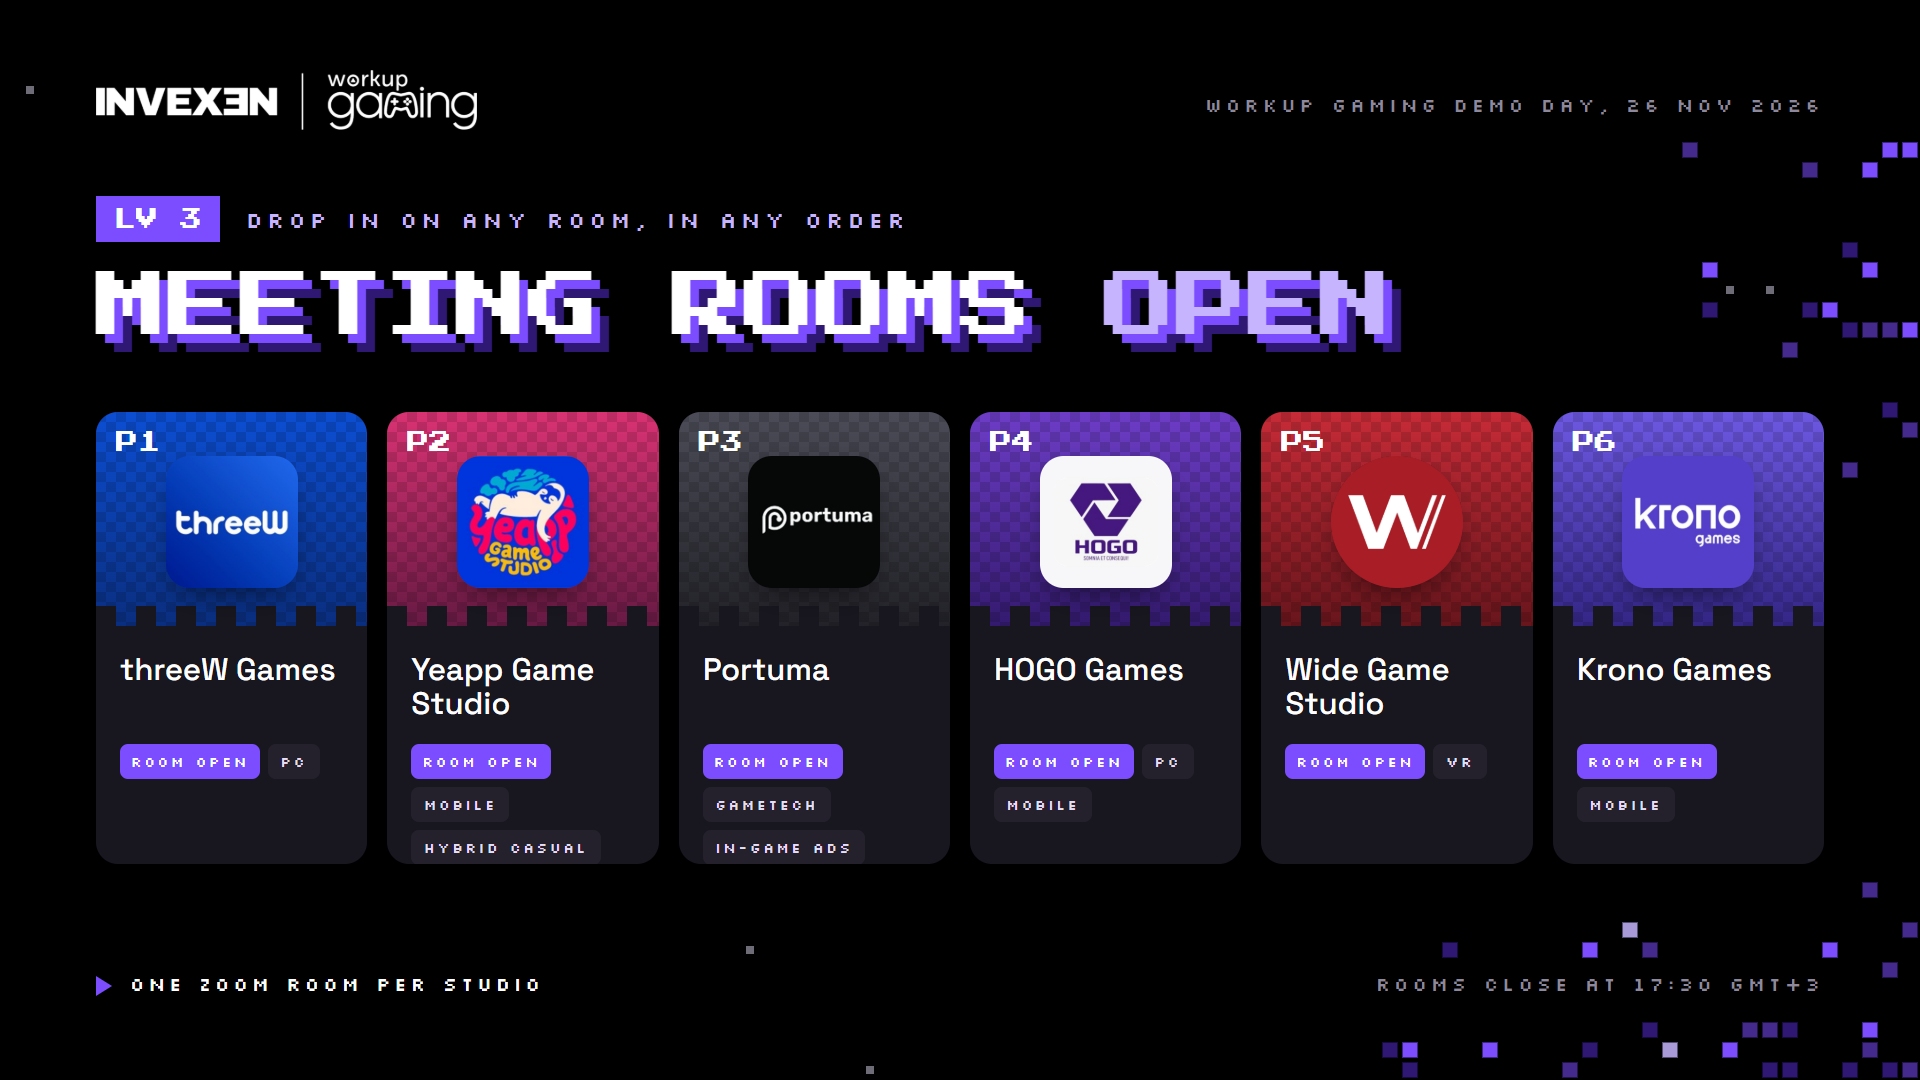 INVEXEN
workup
gaming
WORKUP GAMING DEMO DAY, 26 NOV 2026
LV 3
DROP IN ON ANY ROOM, IN ANY ORDER
MEETING ROOMS OPEN
P1
threeW
threeW Games
ROOM OPEN
PC
P2
Yeapp
Game
STUDIO
Yeapp Game
Studio
ROOM OPEN
MOBILE
HYBRID CASUAL
P3
portuma
Portuma
ROOM OPEN
GAMETECH
IN-GAME ADS
P4
HOGO
HOGO Games
ROOM OPEN
PC
MOBILE
P5
W
Wide Game
Studio
ROOM OPEN
VR
P6
krono
games
Krono Games
ROOM OPEN
MOBILE
ONE ZOOM ROOM PER STUDIO
ROOMS CLOSE AT 17:30 GMT+3